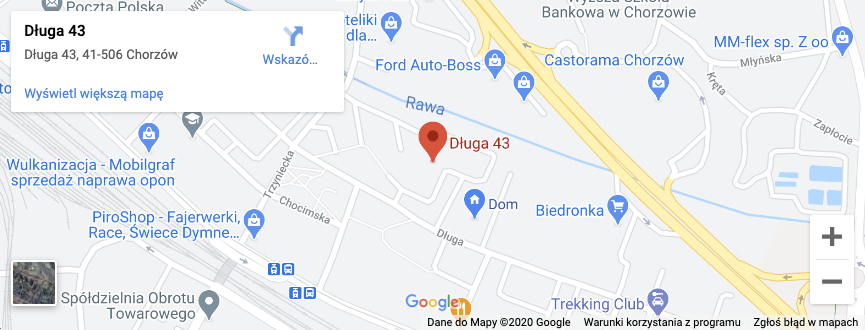 Poczta Polska
Wito
Wyższa Szkoła
Bankowa w Chorzowie
Długa 43
Długa 43, 41-506 Chorzów
Wskazó…
Wyświetl większą mapę
Ford Auto-Boss
Castorama Chorzów
MM-flex sp. Z oo
Młyńska
Kręta
Zaplocie
Rawa
Długa 43
Wulkanizacja - Mobilgraf
sprzedaż naprawa opon
Trzyniecka
Chocimska
PiroShop - Fajerwerki,
Race, Świece Dymne…
Dom
Biedronka
Długa
Spółdzielnia Obrotu
Towarowego
Google
Trekking Club
Dane do Mapy ©2020 Google
Warunki korzystania z programu
Zgłoś błąd w mapach